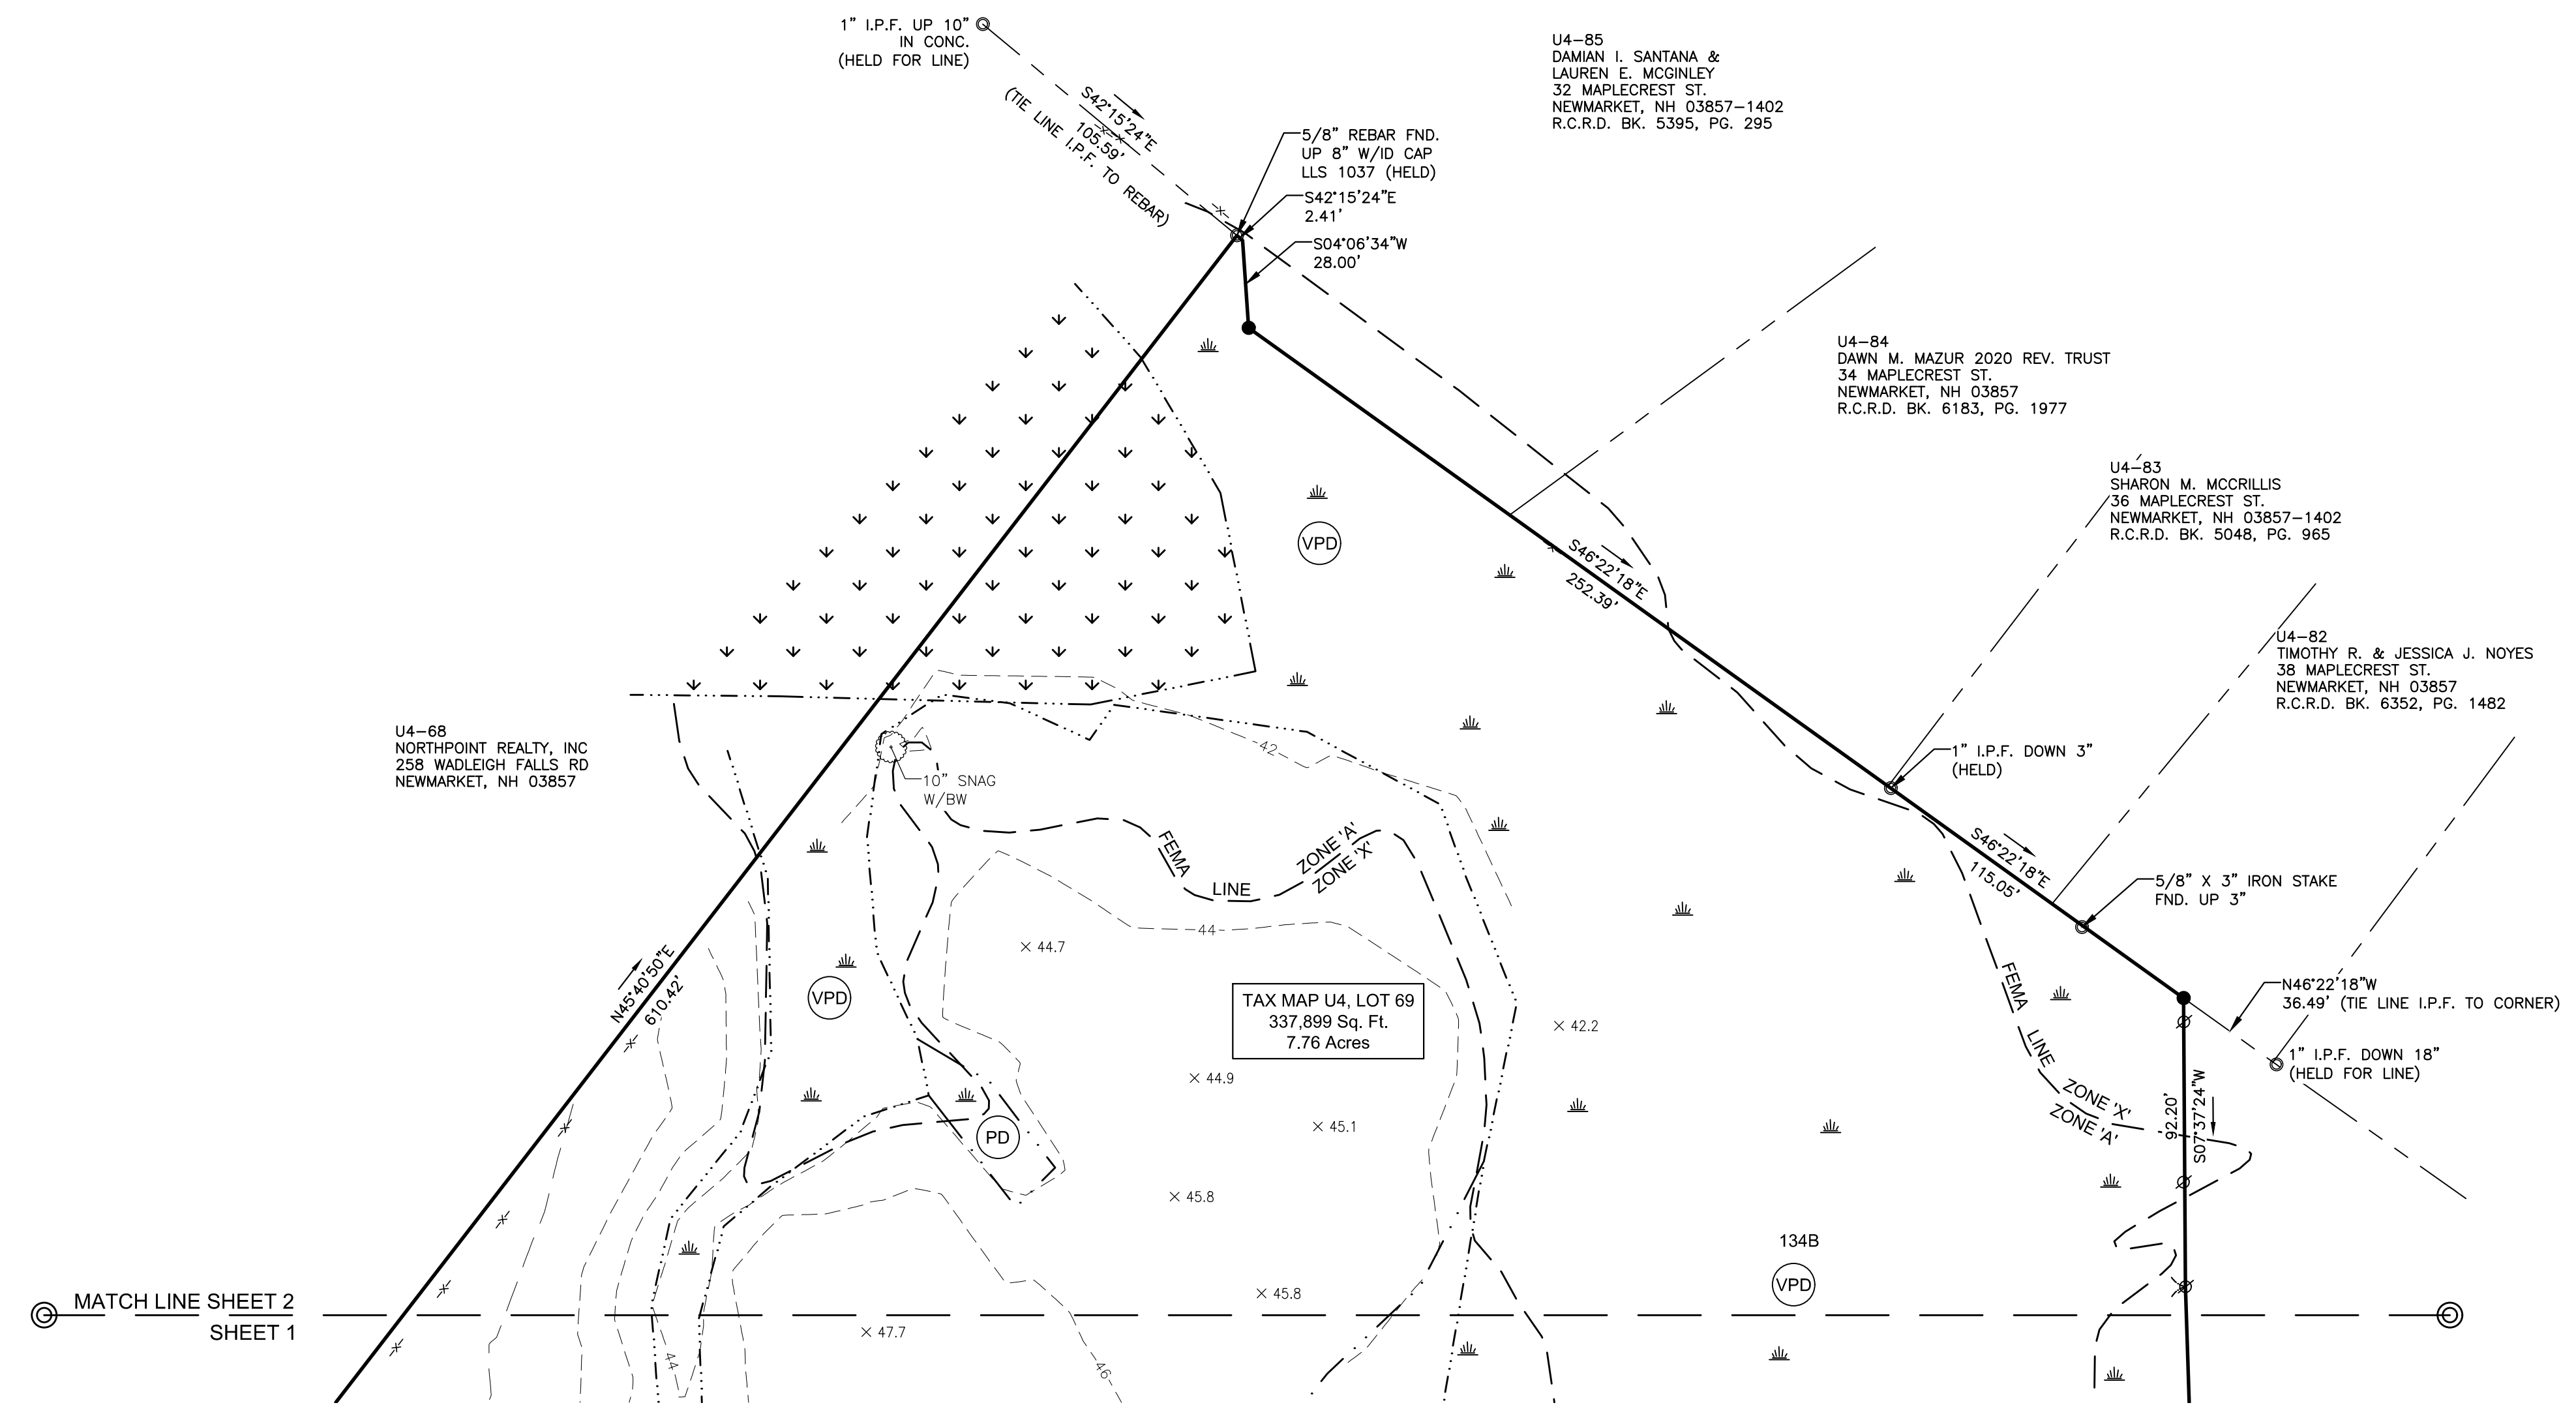 1" I.P.F. UP 10"
IN CONC.
(HELD FOR LINE)
S42°15'24"E
105.59'
(TIE LINE I.P.F. TO REBAR)
5/8" REBAR FND.
UP 8" W/ID CAP
LLS 1037 (HELD)
S42°15'24"E
2.41'
S04°06'34"W
28.00'
U4-85
DAMIAN I. SANTANA &
LAUREN E. MCGINLEY
32 MAPLECREST ST.
NEWMARKET, NH 03857-1402
R.C.R.D. BK. 5395, PG. 295
U4-84
DAWN M. MAZUR 2020 REV. TRUST
34 MAPLECREST ST.
NEWMARKET, NH 03857
R.C.R.D. BK. 6183, PG. 1977
U4-83
SHARON M. MCCRILLIS
36 MAPLECREST ST.
NEWMARKET, NH 03857-1402
R.C.R.D. BK. 5048, PG. 965
VPD
S46°22'18"E
252.39'
U4-82
TIMOTHY R. & JESSICA J. NOYES
38 MAPLECREST ST.
NEWMARKET, NH 03857
R.C.R.D. BK. 6352, PG. 1482
U4-68
NORTHPOINT REALTY, INC
258 WADLEIGH FALLS RD
NEWMARKET, NH 03857
10" SNAG
W/BW
42
1" I.P.F. DOWN 3"
(HELD)
FEMA
LINE
ZONE 'A'
ZONE 'X'
S46°22'18"E
115.05'
5/8" X 3" IRON STAKE
FND. UP 3"
44
44.7
N45°40'50"E
610.42'
VPD
TAX MAP U4, LOT 69
337,899 Sq. Ft.
7.76 Acres
42.2
FEMA
LINE
ZONE 'X'
ZONE 'A'
N46°22'18"W
36.49' (TIE LINE I.P.F. TO CORNER)
1" I.P.F. DOWN 18"
(HELD FOR LINE)
44.9
45.1
PD
92.20'
S07°37'24"W
45.8
134B
VPD
45.8
MATCH LINE SHEET 2
SHEET 1
47.7
44
46